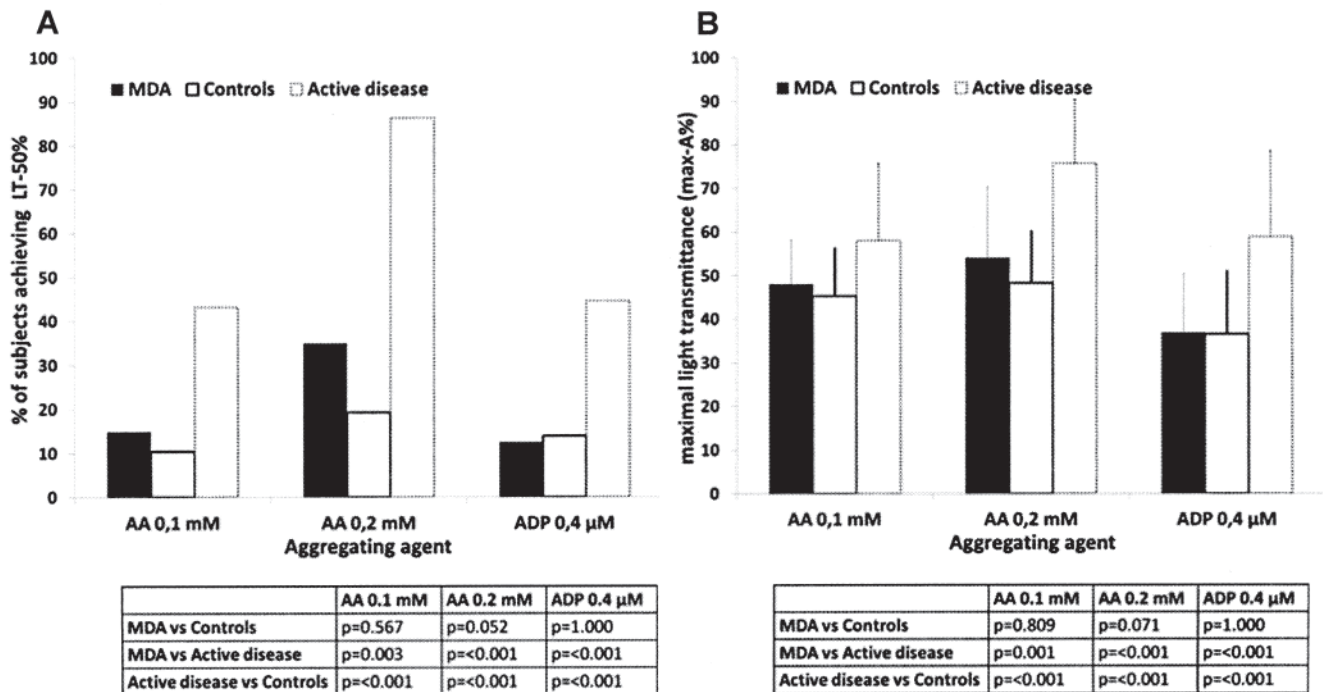 A
100
90
80
70
60
50
40
30
20
10
0
% of subjects achieving LT-50%
MDA Controls Active disease
AA 0,1 mM AA 0,2 mM ADP 0,4 µM
Aggregating agent
AA 0.1 mM AA 0.2 mM ADP 0.4 µM
MDA vs Controls p=0.567 p=0.052 p=1.000
MDA vs Active disease p=0.003 p=<0.001 p=<0.001
Active disease vs Controls p=<0.001 p=<0.001 p=<0.001
B
100
90
80
70
60
50
40
30
20
10
0
maximal light transmittance (max-A%)
MDA Controls Active disease
AA 0,1 mM AA 0,2 mM ADP 0,4 µM
Aggregating agent
AA 0.1 mM AA 0.2 mM ADP 0.4 µM
MDA vs Controls p=0.809 p=0.071 p=1.000
MDA vs Active disease p=0.001 p=<0.001 p=<0.001
Active disease vs Controls p=<0.001 p=<0.001 p=<0.001